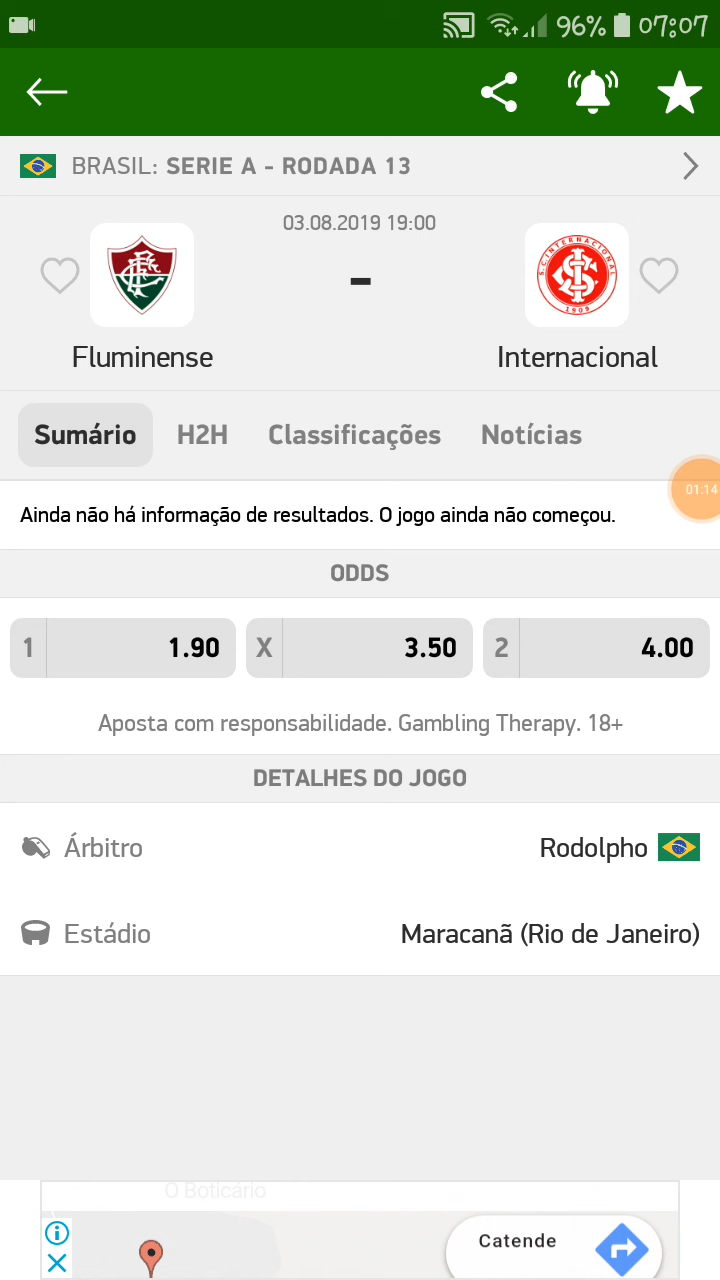 96% 07:07
BRASIL: SERIE A - RODADA 13
03.08.2019 19:00
-
Fluminense
Internacional
Sumário H2H Classificações Notícias
01:14
Ainda não há informação de resultados. O jogo ainda não começou.
ODDS
1 1.90 X 3.50 2 4.00
Aposta com responsabilidade. Gambling Therapy. 18+
DETALHES DO JOGO
Árbitro Rodolpho
Estádio Maracanã (Rio de Janeiro)
O Boticário
Catende